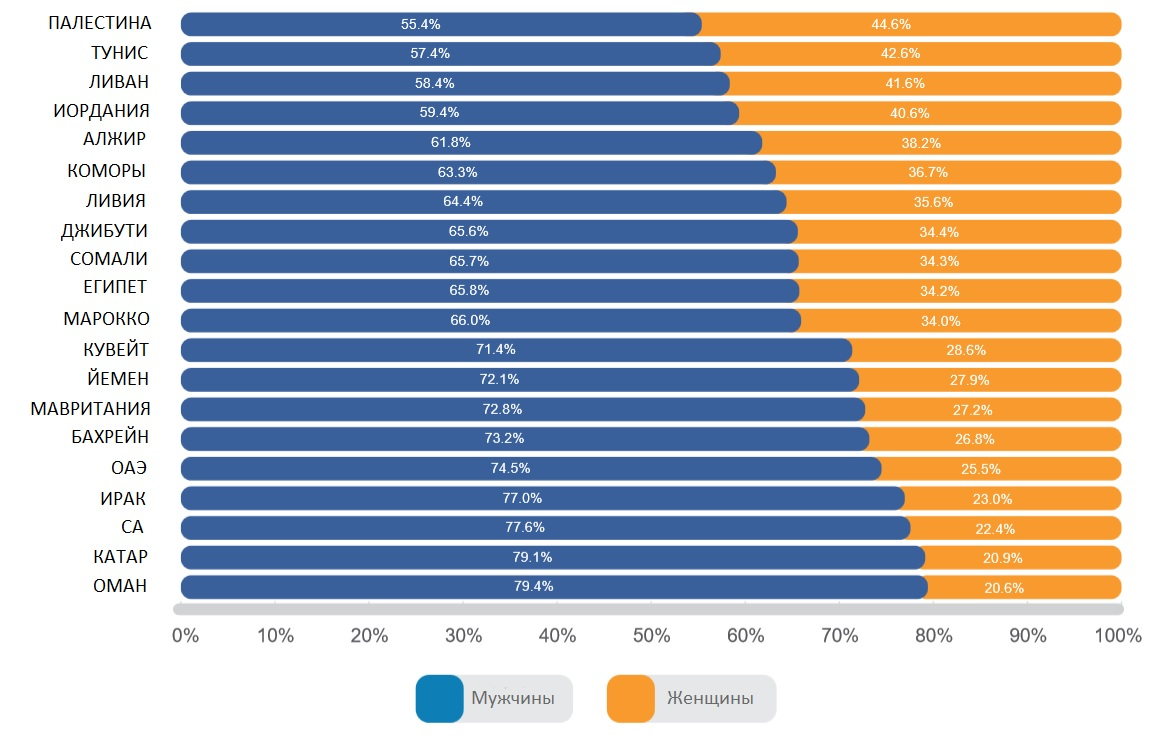 ПАЛЕСТИНА 55.4% 44.6%
ТУНИС 57.4% 42.6%
ЛИВАН 58.4% 41.6%
ИОРДАНИЯ 59.4% 40.6%
АЛЖИР 61.8% 38.2%
КОМОРЫ 63.3% 36.7%
ЛИВИЯ 64.4% 35.6%
ДЖИБУТИ 65.6% 34.4%
СОМАЛИ 65.7% 34.3%
ЕГИПЕТ 65.8% 34.2%
МАРОККО 66.0% 34.0%
КУВЕЙТ 71.4% 28.6%
ЙЕМЕН 72.1% 27.9%
МАВРИТАНИЯ 72.8% 27.2%
БАХРЕЙН 73.2% 26.8%
ОАЭ 74.5% 25.5%
ИРАК 77.0% 23.0%
СА 77.6% 22.4%
КАТАР 79.1% 20.9%
ОМАН 79.4% 20.6%
0% 10% 20% 30% 40% 50% 60% 70% 80% 90% 100%
Мужчины Женщины